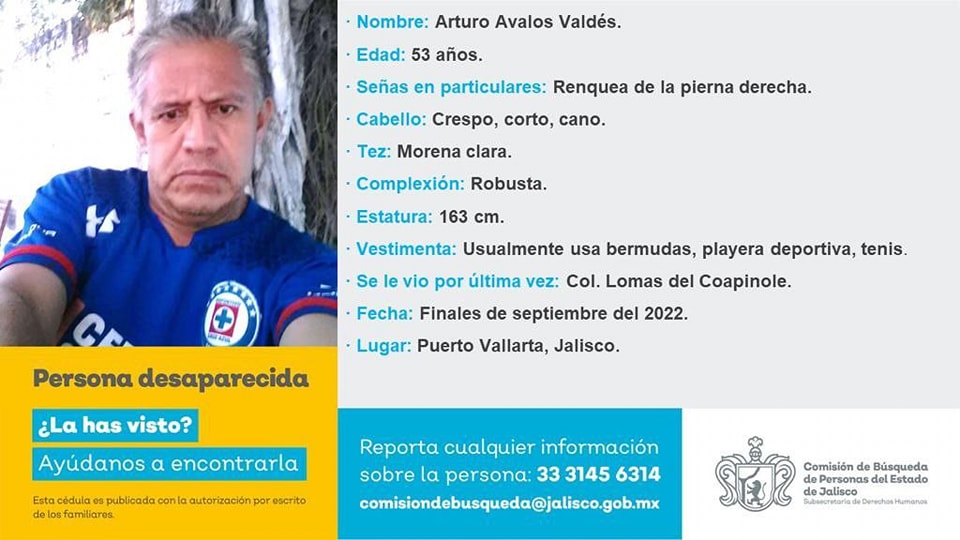 · Nombre: Arturo Avalos Valdés.
· Edad: 53 años.
· Señas en particulares: Renquea de la pierna derecha.
· Cabello: Crespo, corto, cano.
· Tez: Morena clara.
· Complexión: Robusta.
· Estatura: 163 cm.
· Vestimenta: Usualmente usa bermudas, playera deportiva, tenis.
· Se le vio por última vez: Col. Lomas del Coapinole.
· Fecha: Finales de septiembre del 2022.
· Lugar: Puerto Vallarta, Jalisco.
Persona desaparecida
¿La has visto?
Ayúdanos a encontrarla
Esta cédula es publicada con la autorización por escrito
de los familiares.
Reporta cualquier información
sobre la persona: 33 3145 6314
comisiondebusqueda@jalisco.gob.mx
Comisión de Búsqueda
de Personas del Estado
de Jalisco
Subsecretaría de Derechos Humanos